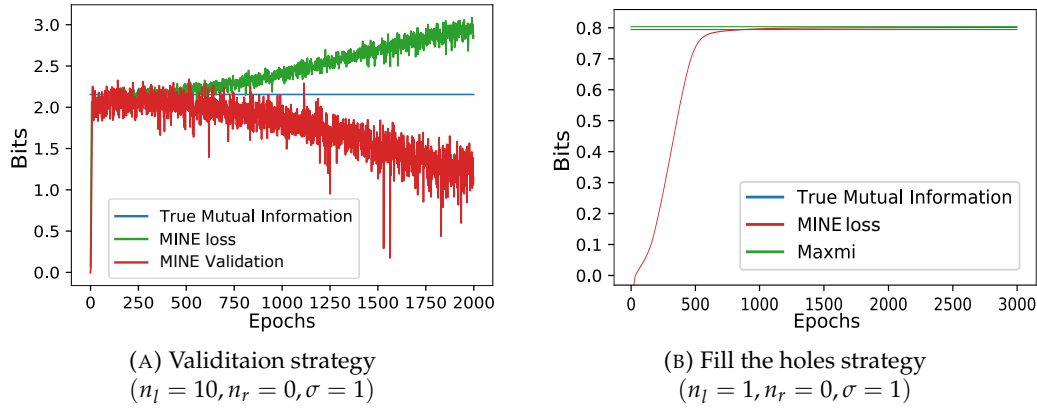 3.0
2.5
2.0
1.5
1.0
0.5
0.0
Bits
True Mutual Information
MINE loss
MINE Validation
0 250 500 750 1000 1250 1500 1750 2000
Epochs
(A) Validitaion strategy
(n_l = 10, n_r = 0, σ = 1)
0.8
0.7
0.6
0.5
0.4
0.3
0.2
0.1
0.0
Bits
True Mutual Information
MINE loss
Maxmi
0 500 1000 1500 2000 2500 3000
Epochs
(B) Fill the holes strategy
(n_l = 1, n_r = 0, σ = 1)